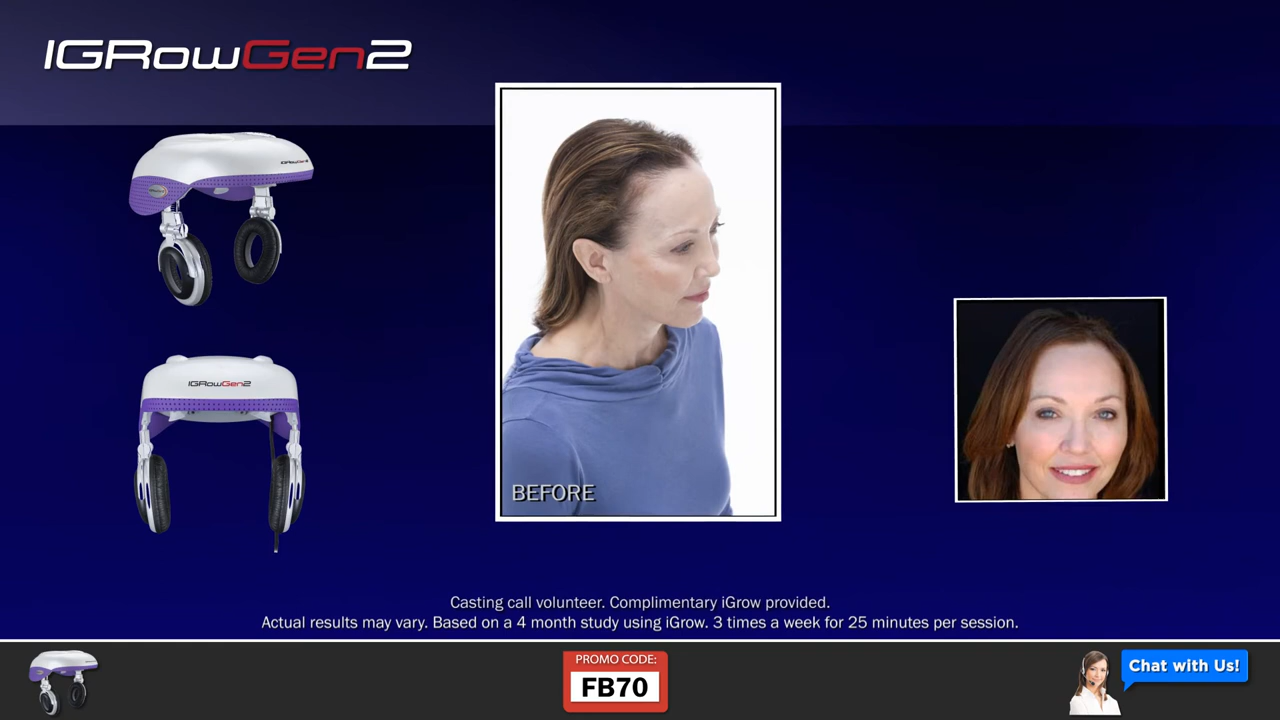 IGRowGen2
IGRowGen2
BEFORE
Casting call volunteer. Complimentary iGrow provided.
Actual results may vary. Based on a 4 month study using iGrow. 3 times a week for 25 minutes per session.
PROMO CODE:
FB70
Chat with Us!